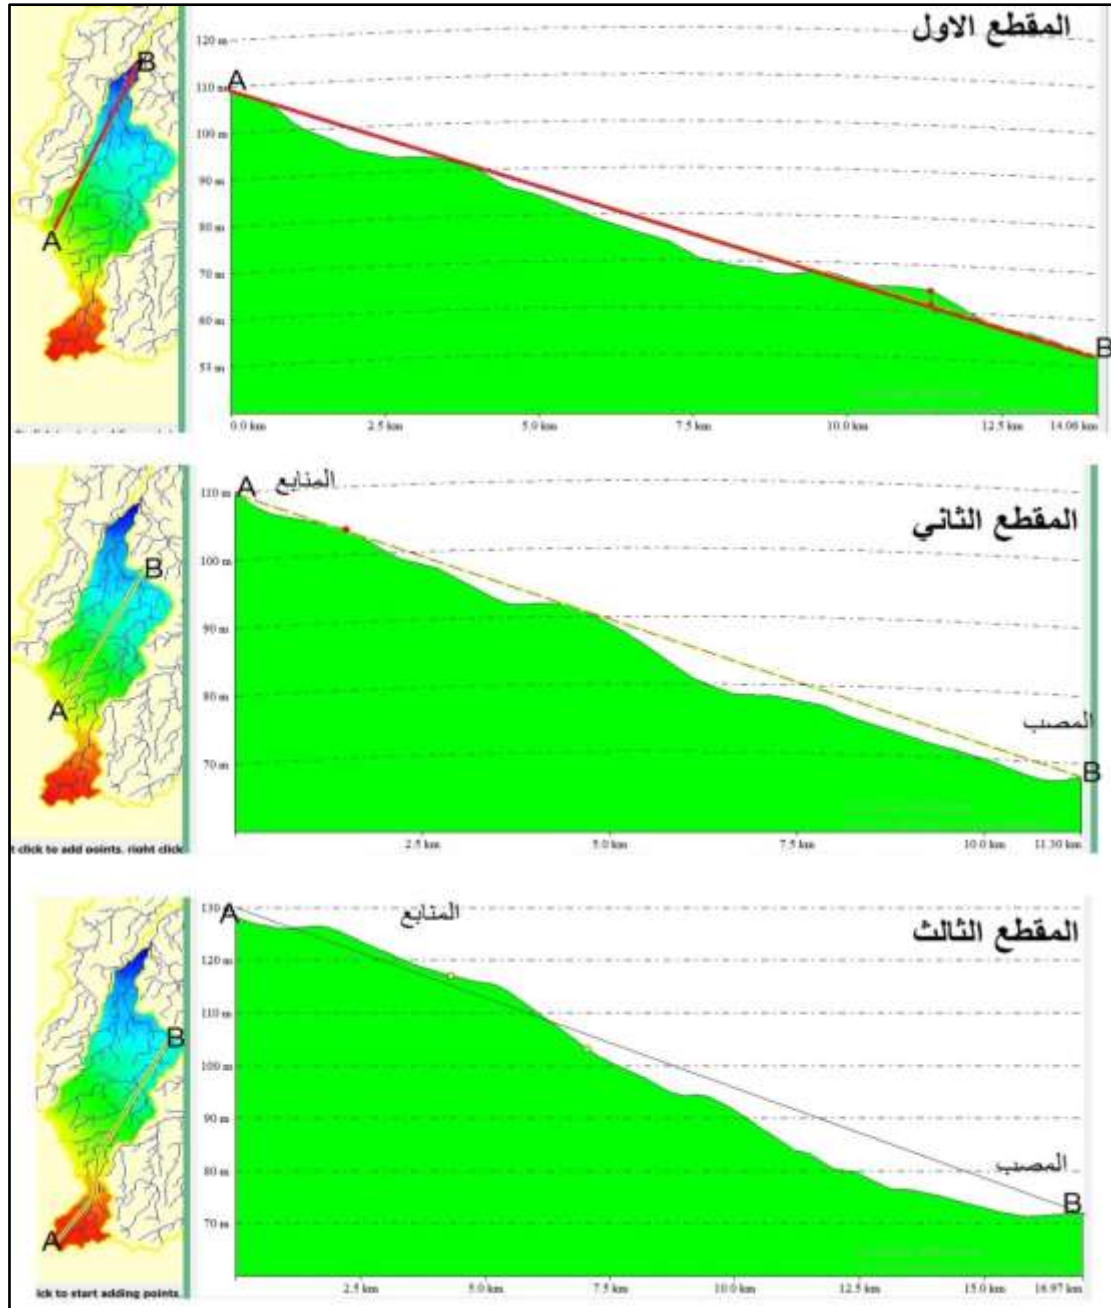 المقطع الاول
120 m
A
110 m
100 m
90 m
80 m
70 m
60 m
51 m
B
0.0 km 2.5 km 5.0 km 7.5 km 10.0 km 12.5 km 14.06 km
B
A
المقطع الثاني
المنابع
A
110 m
100 m
90 m
80 m
70 m
المصب
B
2.5 km 5.0 km 7.5 km 10.0 km 11.30 km
B
A
t click to add points, right click
المقطع الثالث
المنابع
130 m
A
120 m
110 m
100 m
90 m
80 m
70 m
المصب
B
2.5 km 5.0 km 7.5 km 10.0 km 12.5 km 15.0 km 16.97 km
B
A
ick to start adding points